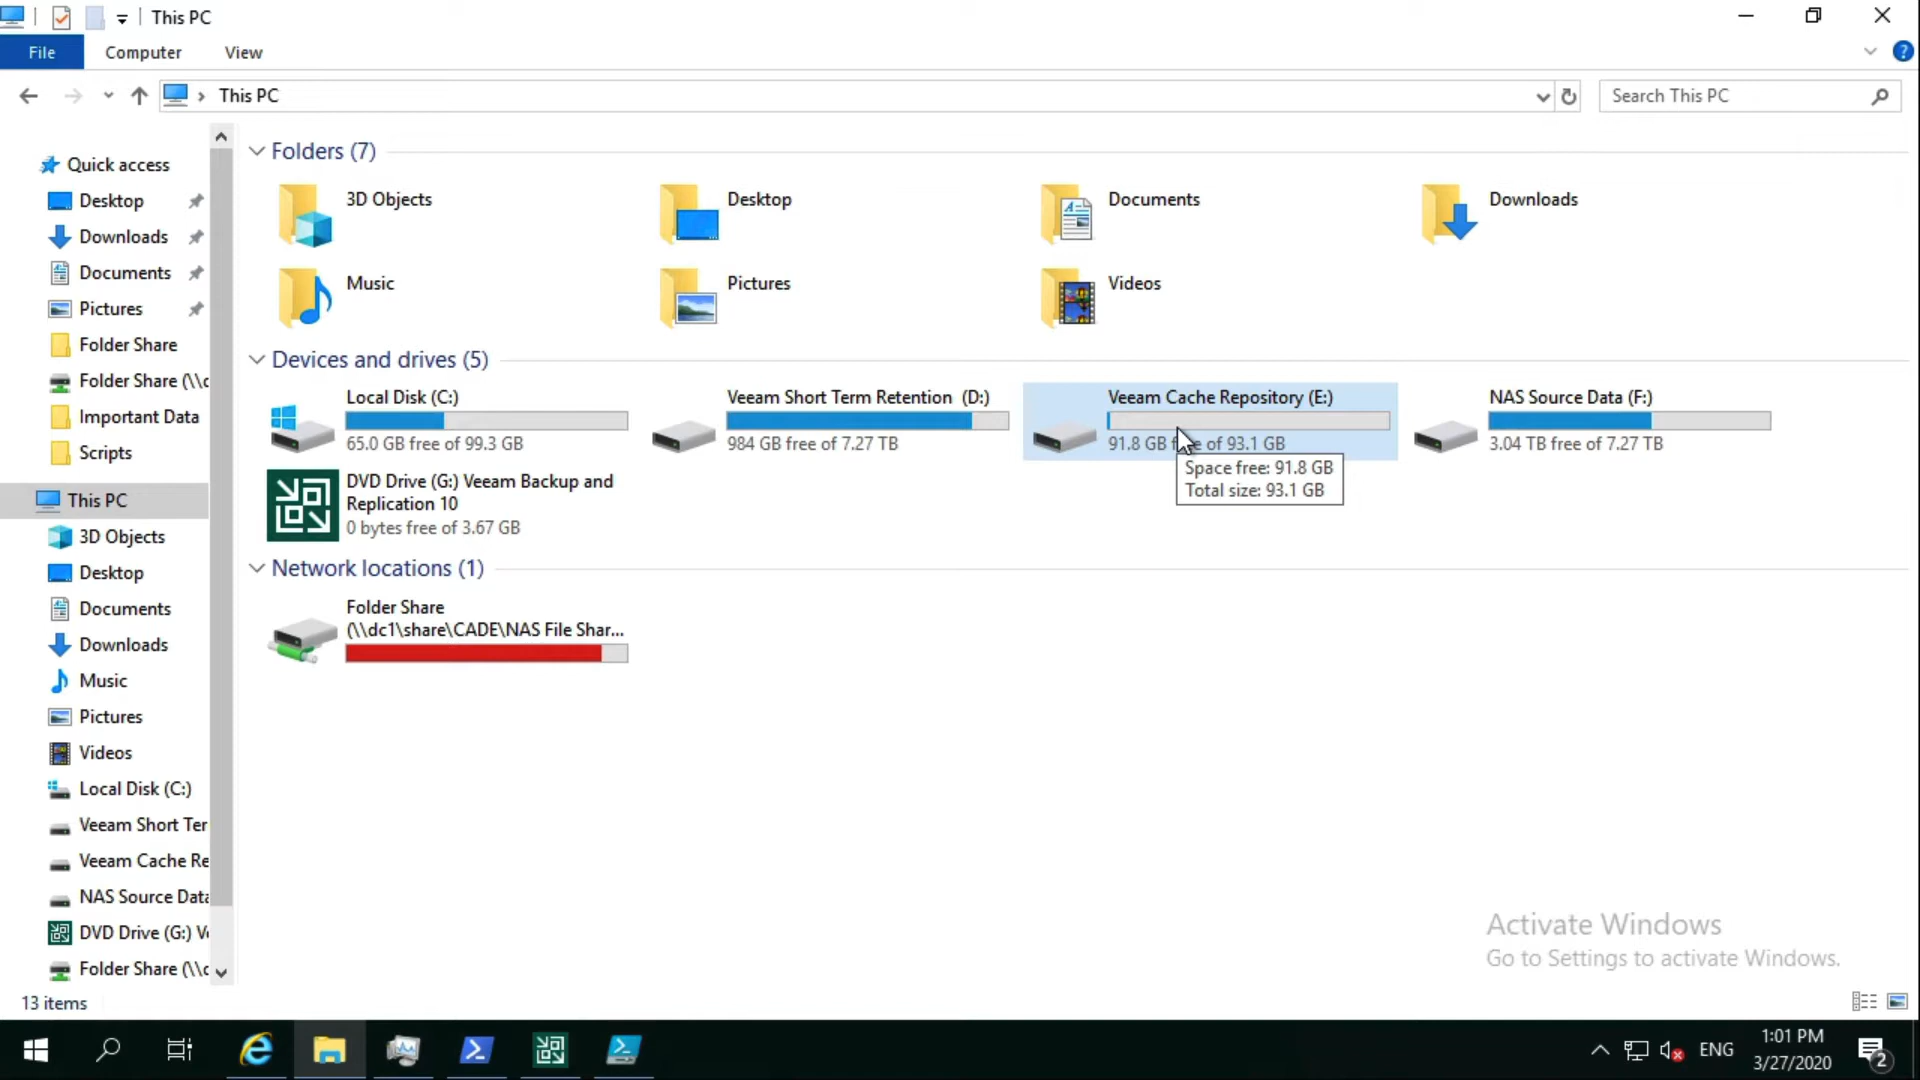 This PC
File
Computer
View
This PC
Search This PC
Quick access
Desktop
Downloads
Documents
Pictures
Folder Share
Folder Share (\\c
Important Data
Scripts
This PC
3D Objects
Desktop
Documents
Downloads
Music
Pictures
Videos
Local Disk (C:)
Veeam Short Ter
Veeam Cache Re
NAS Source Data
DVD Drive (G:) V
Folder Share (\\c
Folders (7)
3D Objects
Desktop
Documents
Downloads
Music
Pictures
Videos
Devices and drives (5)
Local Disk (C:)
65.0 GB free of 99.3 GB
Veeam Short Term Retention (D:)
984 GB free of 7.27 TB
Veeam Cache Repository (E:)
91.8 GB free of 93.1 GB
Space free: 91.8 GB
Total size: 93.1 GB
NAS Source Data (F:)
3.04 TB free of 7.27 TB
DVD Drive (G:) Veeam Backup and
Replication 10
0 bytes free of 3.67 GB
Network locations (1)
Folder Share
(\\dc1\share\CADE\NAS File Shar...
Activate Windows
Go to Settings to activate Windows.
13 items
ENG
1:01 PM
3/27/2020
2